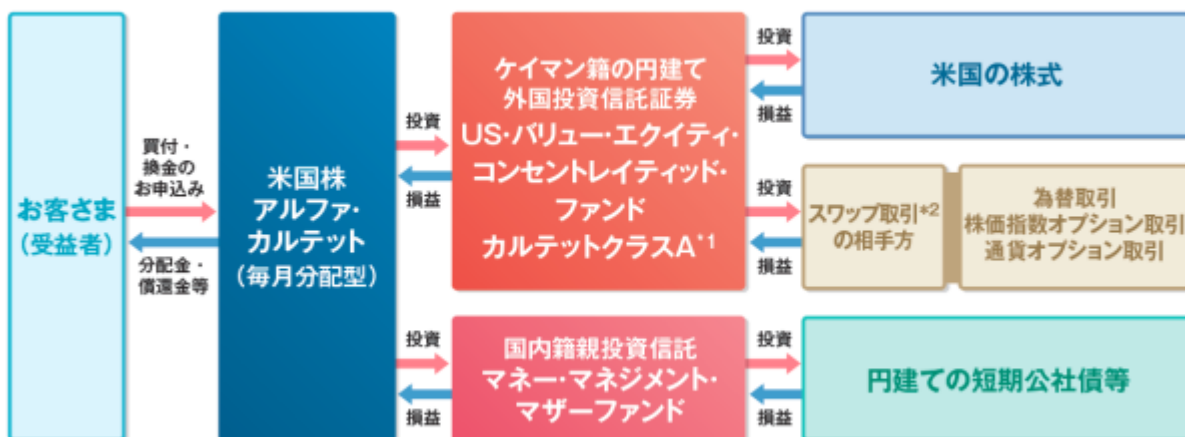 お客さま
(受益者)
買付・
換金の
お申込み
分配金・
償還金等
米国株
アルファ・
カルテット
(毎月分配型)
投資
損益
ケイマン籍の円建て
外国投資信託証券
US・バリュー・エクイティ・
コンセントレイティッド・
ファンド
カルテットクラスA*1
投資
損益
米国の株式
投資
損益
スワップ取引*2
の相手方
為替取引
株価指数オプション取引
通貨オプション取引
投資
損益
国内籍親投資信託
マネー・マネジメント・
マザーファンド
投資
損益
円建ての短期公社債等